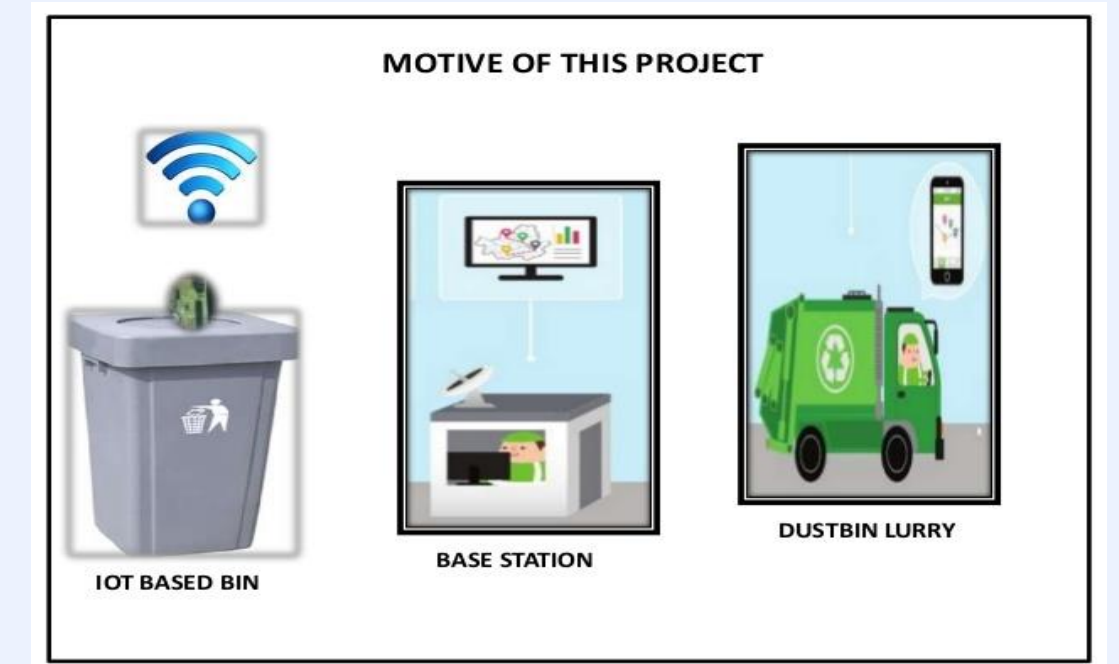 MOTIVE OF THIS PROJECT
IOT BASED BIN
BASE STATION
DUSTBIN LURRY